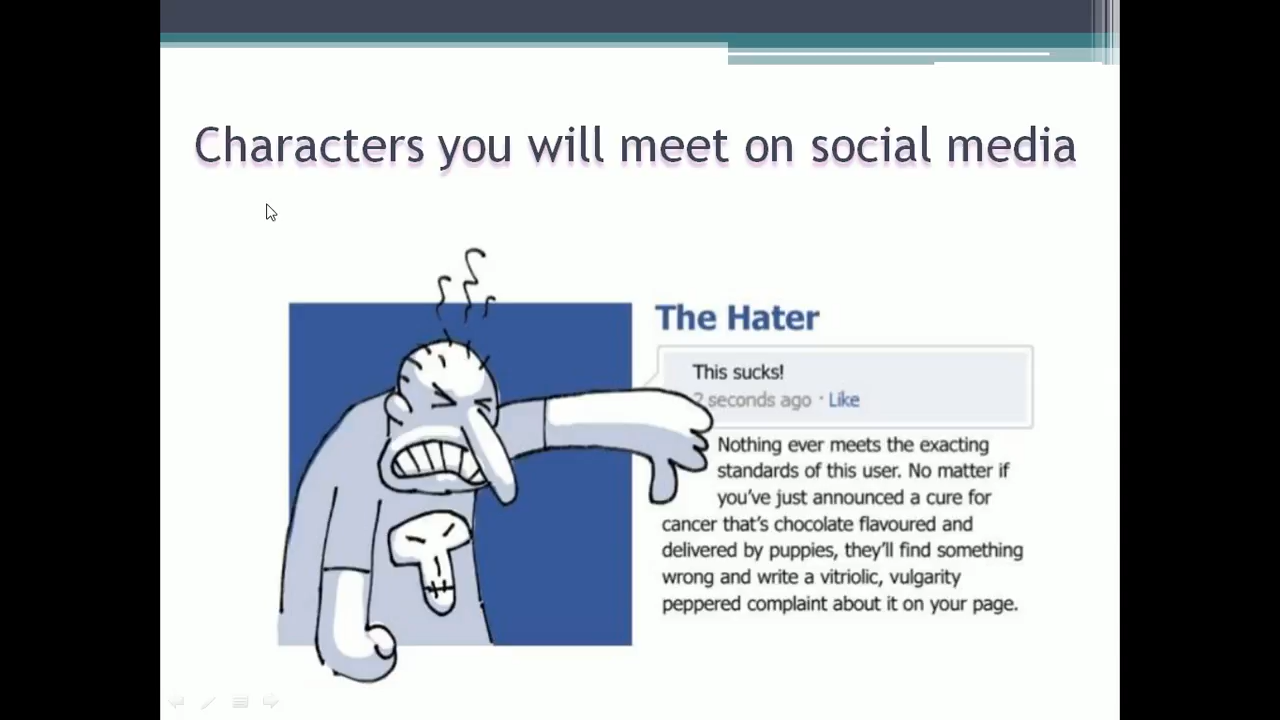 Characters you will meet on social media
The Hater
This sucks!
2 seconds ago · Like
Nothing ever meets the exacting
standards of this user. No matter if
you've just announced a cure for
cancer that's chocolate flavoured and
delivered by puppies, they'll find something
wrong and write a vitriolic, vulgarity
peppered complaint about it on your page.